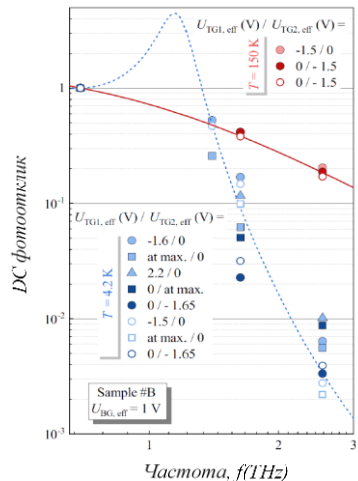 U_TG1, eff (V) / U_TG2, eff (V) =
-1.5 / 0
0 / - 1.5
0 / - 1.5
T = 150 K
10
1
10⁻¹
10⁻²
10⁻³
DC фотоотклик
U_TG1, eff (V) / U_TG2, eff (V) =
-1.6 / 0
at max. / 0
2.2 / 0
0 / at max.
0 / - 1.65
-1.5 / 0
at max. / 0
0 / -1.65
T = 4.2 K
Sample #B
U_BG, eff = 1 V
1
2
3
Частота, f(THz)